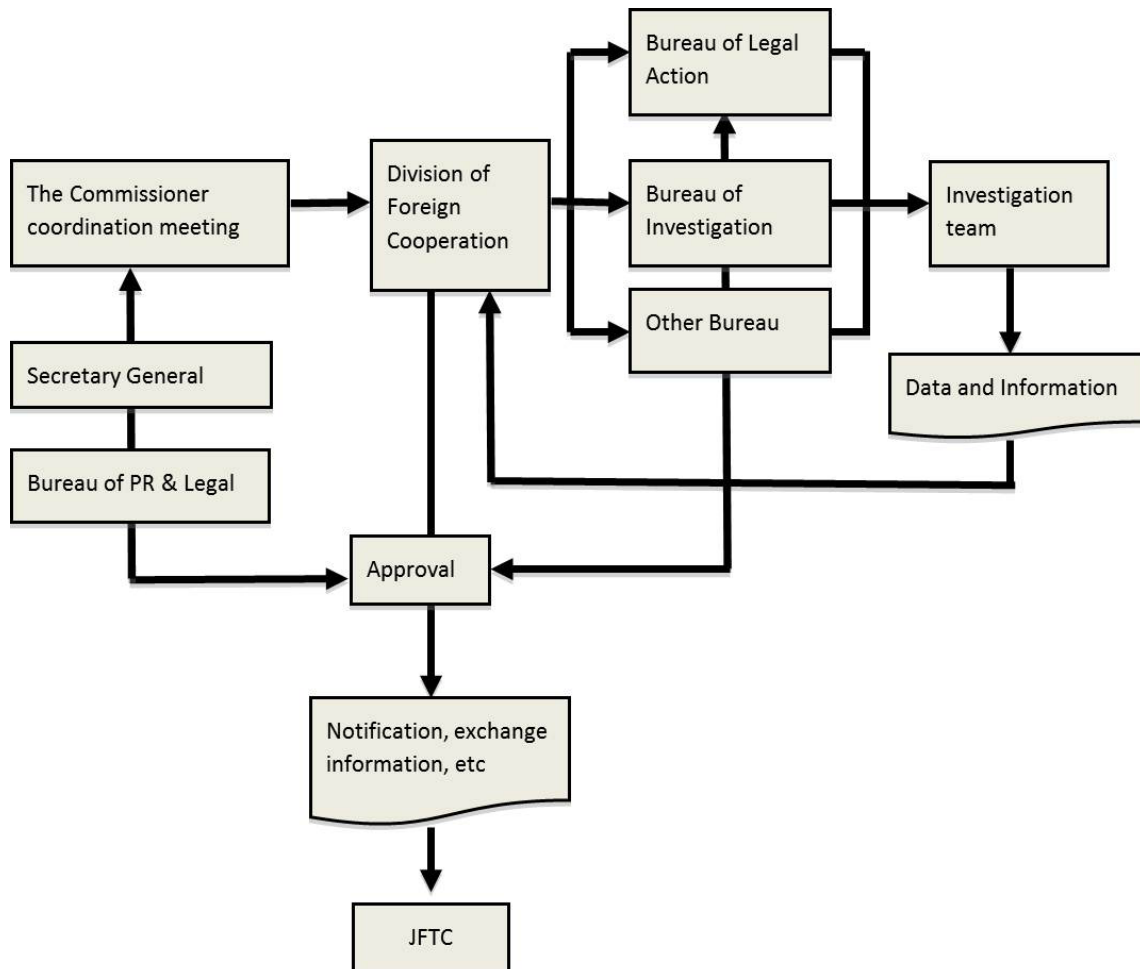 Bureau of Legal
Action
The Commissioner
coordination meeting
Division of
Foreign
Cooperation
Bureau of
Investigation
Investigation
team
Other Bureau
Secretary General
Data and Information
Bureau of PR & Legal
Approval
Notification, exchange
information, etc
JFTC